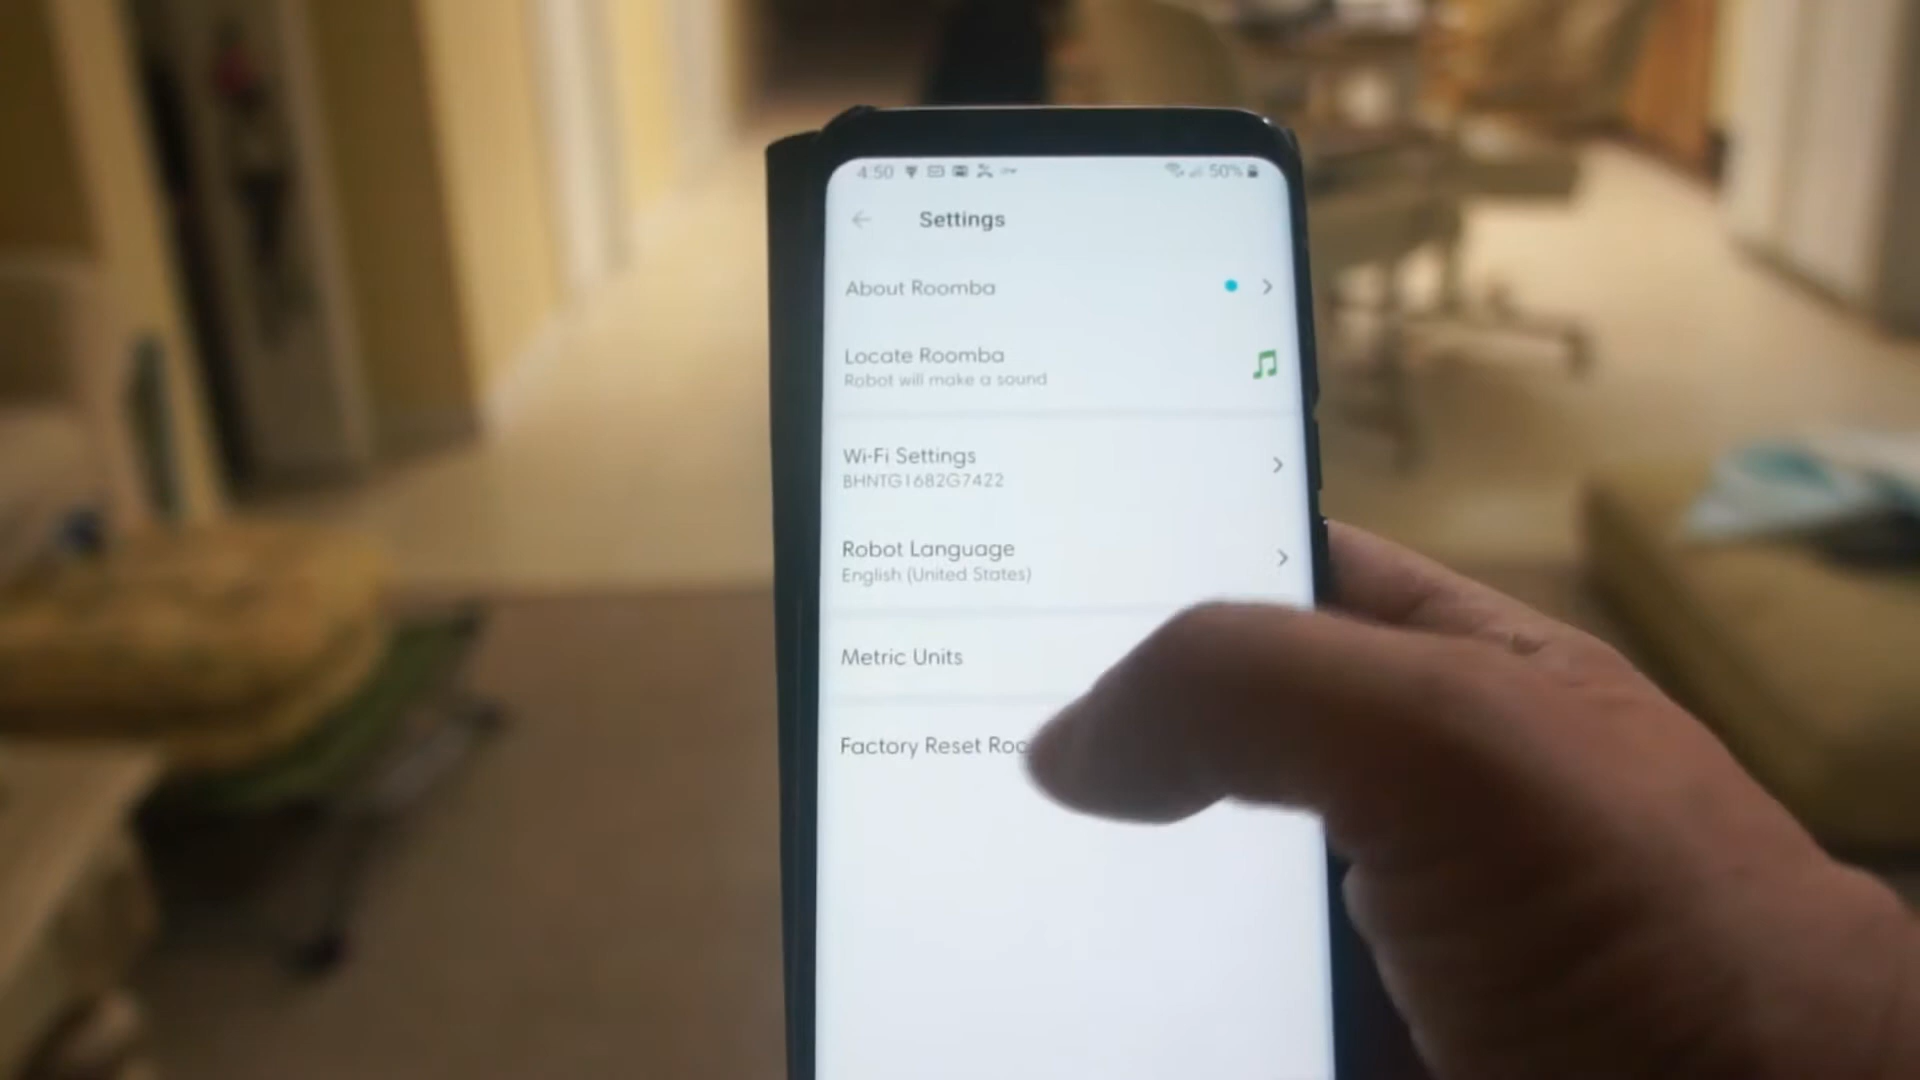 4:50 50%
Settings
About Roomba
Locate Roomba
Robot will make a sound
Wi-Fi Settings
BHNTG1682G7422
Robot Language
English (United States)
Metric Units
Factory Reset Roo